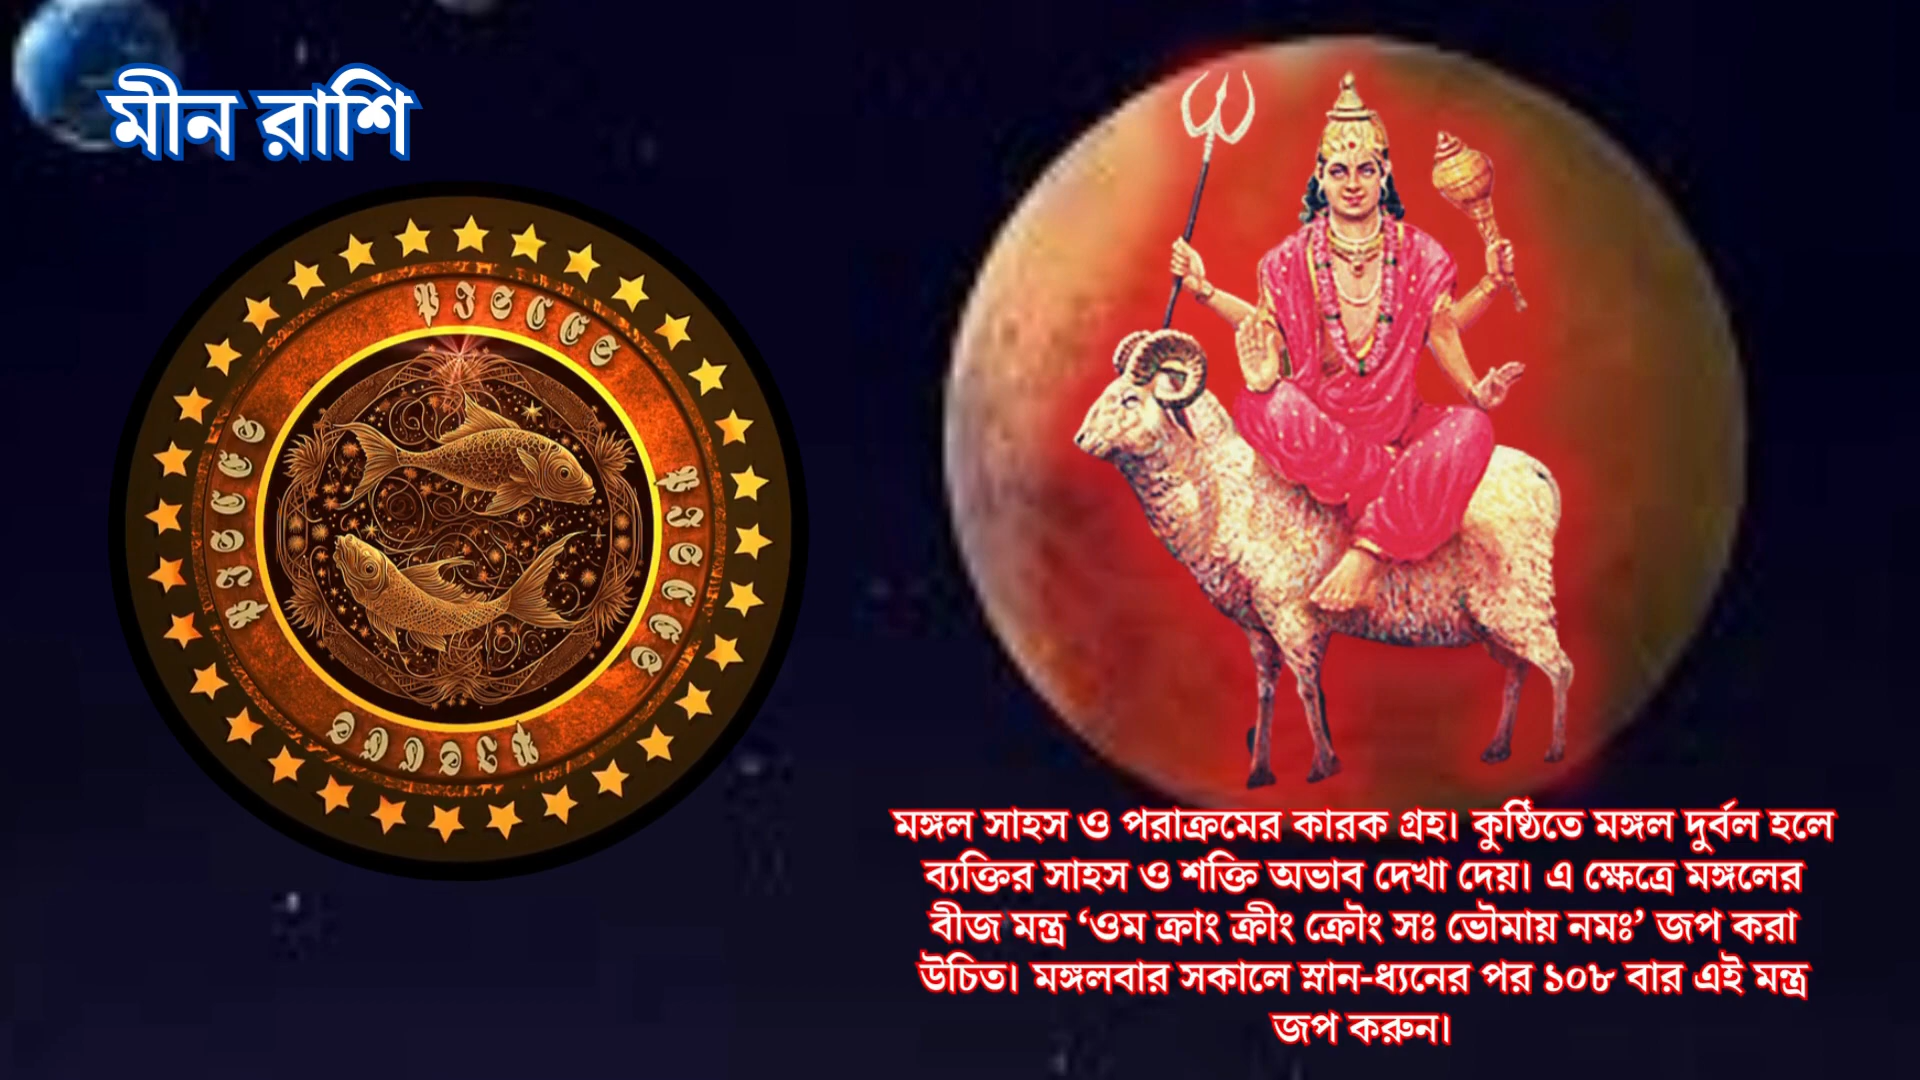 মীন রাশি
PISCES
মঙ্গল সাহস ও পরাক্রমের কারক গ্রহ। কুষ্ঠিতে মঙ্গল দুর্বল হলে
ব্যক্তির সাহস ও শক্তি অভাব দেখা দেয়। এ ক্ষেত্রে মঙ্গলের
বীজ মন্ত্র ‘ওম ক্রাং ক্রীং ক্রৌং সঃ ভৌমায় নমঃ’ জপ করা
উচিত। মঙ্গলবার সকালে স্নান-ধ্যনের পর ১০৮ বার এই মন্ত্র
জপ করুন।